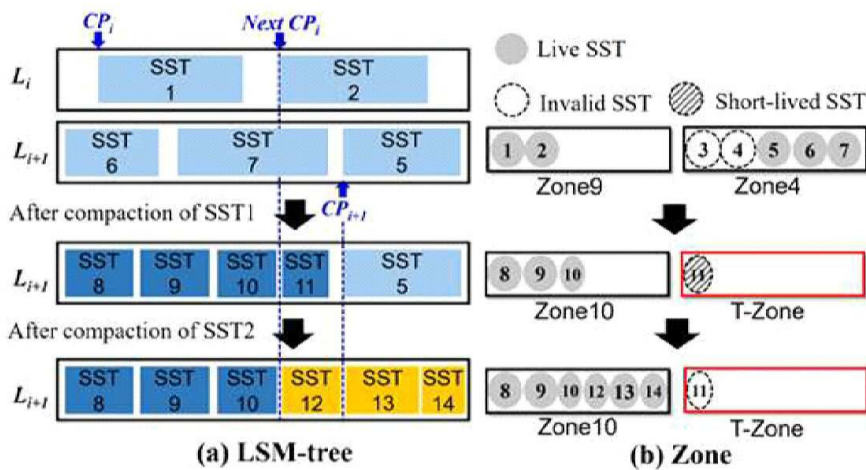 CPi Next CPi
Li
SST 1
SST 2
Li+1
SST 6
SST 7
SST 5
After compaction of SST1
CPi+1
Li+1
SST 8
SST 9
SST 10
SST 11
SST 5
After compaction of SST2
Li+1
SST 8
SST 9
SST 10
SST 12
SST 13
SST 14
(a) LSM-tree
Live SST
Invalid SST
Short-lived SST
1 2
3 4 5 6 7
Zone9
Zone4
8 9 10
11
Zone10
T-Zone
8 9 10 12 13 14
11
Zone10
T-Zone
(b) Zone